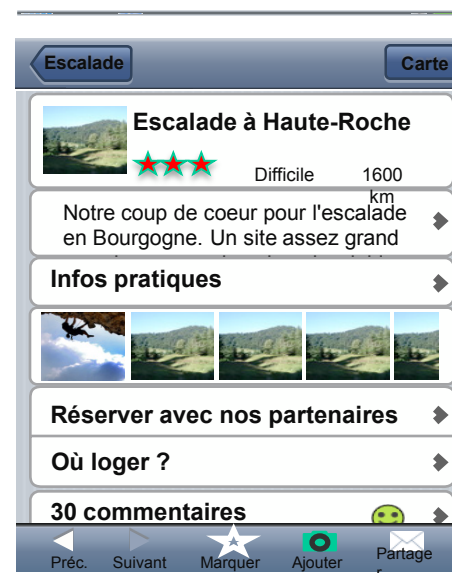 Escalade
Carte
Escalade à Haute-Roche
Difficile 1600
km
Notre coup de coeur pour l'escalade
en Bourgogne. Un site assez grand
Infos pratiques
Réserver avec nos partenaires
Où loger ?
30 commentaires
Préc. Suivant Marquer Ajouter Partage
r